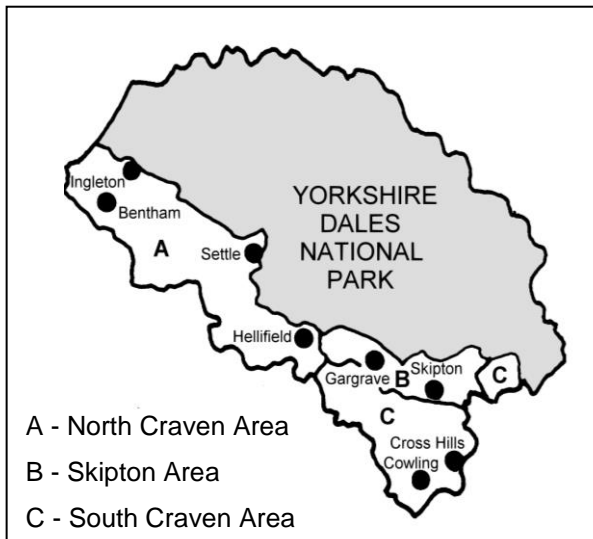 YORKSHIRE
DALES
NATIONAL
PARK
Ingleton
Bentham
A
Settle
Hellifield
Gargrave
B
Skipton
C
C
Cross Hills
Cowling
A - North Craven Area
B - Skipton Area
C - South Craven Area